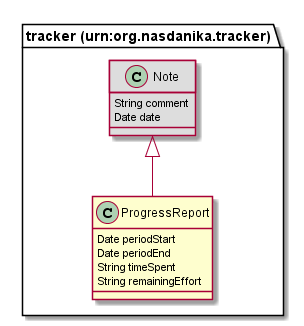 tracker (urn:org.nasdanika.tracker)
C Note
String comment
Date date
C ProgressReport
Date periodStart
Date periodEnd
String timeSpent
String remainingEffort